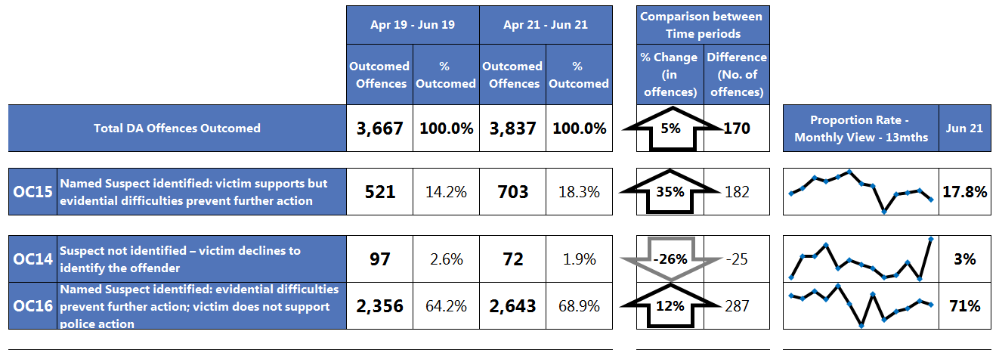 Apr 19 - Jun 19 Apr 21 - Jun 21 Comparison between
Time periods
Outcomed
Offences
%
Outcomed
Outcomed
Offences
%
Outcomed
% Change
(in
offences)
Difference
(No. of
offences)
Total DA Offences Outcomed 3,667 100.0% 3,837 100.0% 5% 170
Proportion Rate -
Monthly View - 13mths
Jun 21
OC15
Named Suspect identified: victim supports but
evidential difficulties prevent further action
521 14.2% 703 18.3% 35% 182 17.8%
OC14
Suspect not identified – victim declines to
identify the offender
97 2.6% 72 1.9% -26% -25 3%
OC16
Named Suspect identified: evidential difficulties
prevent further action; victim does not support
police action
2,356 64.2% 2,643 68.9% 12% 287 71%